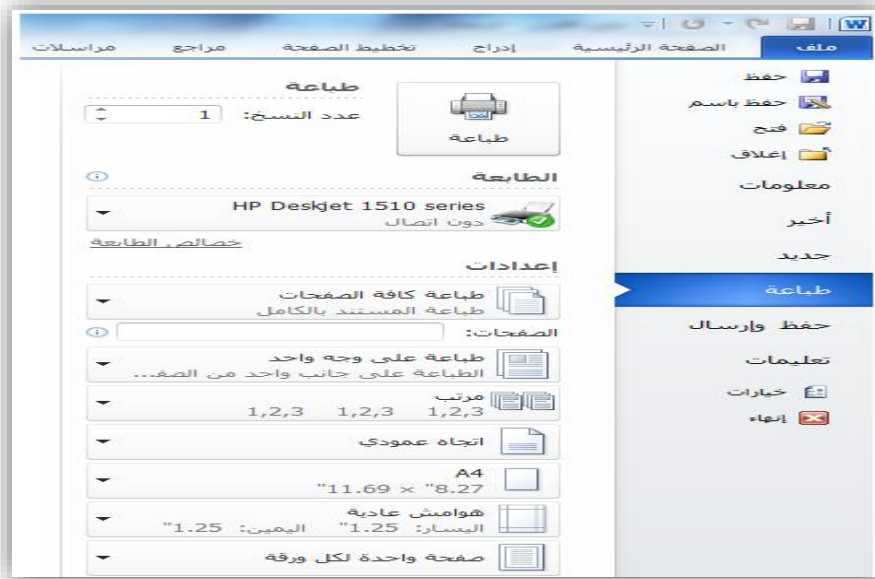 W
ملف الصفحة الرئيسية إدراج تخطيط الصفحة مراجع مراسلات
حفظ
حفظ باسم
فتح
إغلاق
معلومات
أخير
جديد
طباعة
حفظ وإرسال
تعليمات
خيارات
إنهاء
طباعة
طباعة
عدد النسخ: 1
الطابعة
HP Deskjet 1510 series
دون اتصال
خصائص الطابعة
إعدادات
طباعة كافة الصفحات
طباعة المستند بالكامل
الصفحات:
طباعة على وجه واحد
الطباعة على جانب واحد من الصف...
مرتب
1,2,3 1,2,3 1,2,3
اتجاه عمودي
A4
8.27" × 11.69"
هوامش عادية
اليسار: 1.25" اليمين: 1.25"
صفحة واحدة لكل ورقة